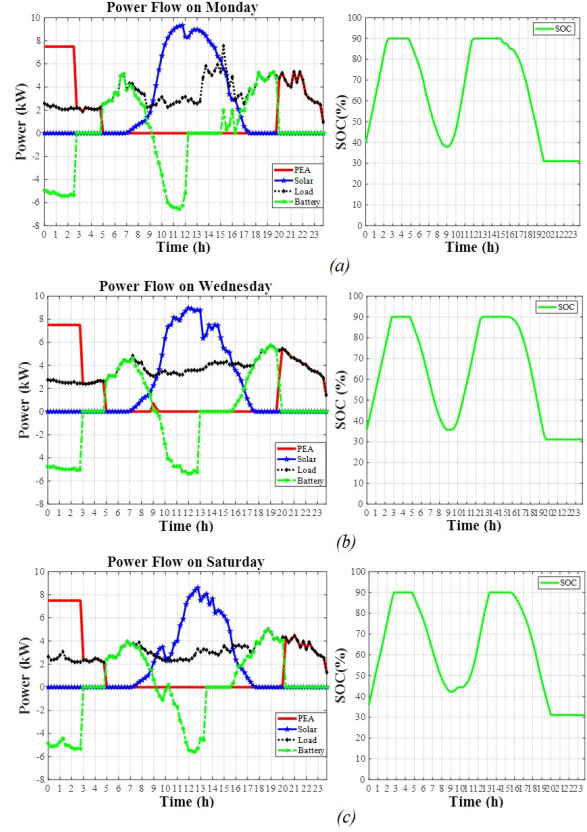 Power Flow on Monday
10
8
6
4
2
0
-2
-4
-6
-8
Power (kW)
PEA
Solar
Load
Battery
0 1 2 3 4 5 6 7 8 9 10 11 12 13 14 15 16 17 18 19 20 21 22 23
Time (h)
100
90
80
70
60
50
40
30
20
10
0
SOC(%)
SOC
0 1 2 3 4 5 6 7 8 9 10 11 12 13 14 15 16 17 18 19 20 21 22 23
Time (h)
(a)
Power Flow on Wednesday
10
8
6
4
2
0
-2
-4
-6
-8
Power (kW)
PEA
Solar
Load
Battery
0 1 2 3 4 5 6 7 8 9 10 11 12 13 14 15 16 17 18 19 20 21 22 23
Time (h)
100
90
80
70
60
50
40
30
20
10
0
SOC (%)
SOC
0 1 2 3 4 5 6 7 8 9 10 11 12 13 14 15 16 17 18 19 20 21 22 23
Time (h)
(b)
Power Flow on Saturday
10
8
6
4
2
0
-2
-4
-6
-8
Power (kW)
PEA
Solar
Load
Battery
0 1 2 3 4 5 6 7 8 9 10 11 12 13 14 15 16 17 18 19 20 21 22 23
Time (h)
100
90
80
70
60
50
40
30
20
10
0
SOC(%)
SOC
0 1 2 3 4 5 6 7 8 9 10 11 12 13 14 15 16 17 18 19 20 21 22 23
Time (h)
(c)